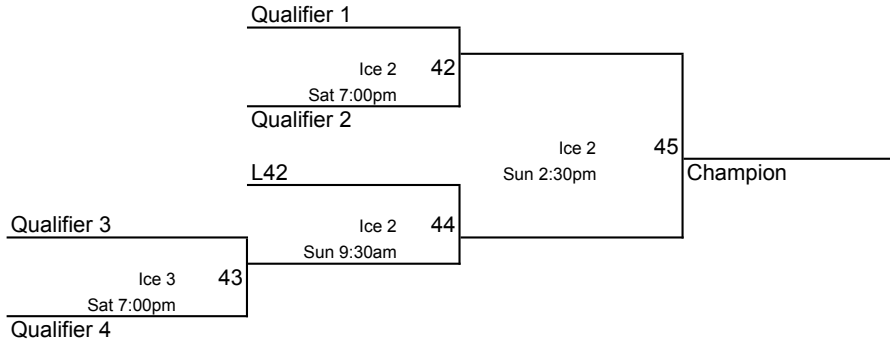 Qualifier 1
Ice 2 42
Sat 7:00pm
Qualifier 2
Ice 2 45
Sun 2:30pm
Champion
L42
Ice 2 44
Sun 9:30am
Qualifier 3
Ice 3 43
Sat 7:00pm
Qualifier 4